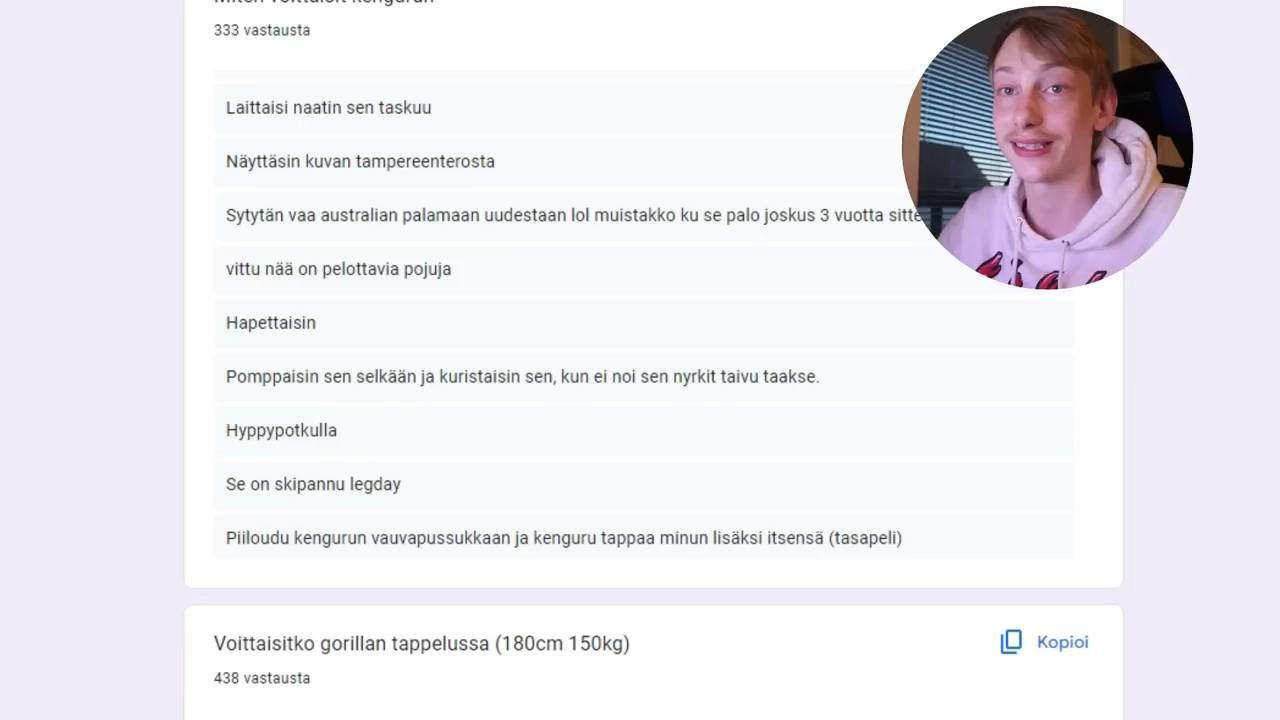 Miten voittaisit kengurun
333 vastausta
Laittaisi naatin sen taskuu
Näyttäsin kuvan tampereenterosta
Sytytän vaa australian palamaan uudestaan lol muistakko ku se palo joskus 3 vuotta sitte
vittu nää on pelottavia pojuja
Hapettaisin
Pomppaisin sen selkään ja kuristaisin sen, kun ei noi sen nyrkit taivu taakse.
Hyppypotkulla
Se on skipannu legday
Piiloudu kengurun vauvapussukkaan ja kenguru tappaa minun lisäksi itsensä (tasapeli)
Voittaisitko gorillan tappelussa (180cm 150kg)
Kopioi
438 vastausta